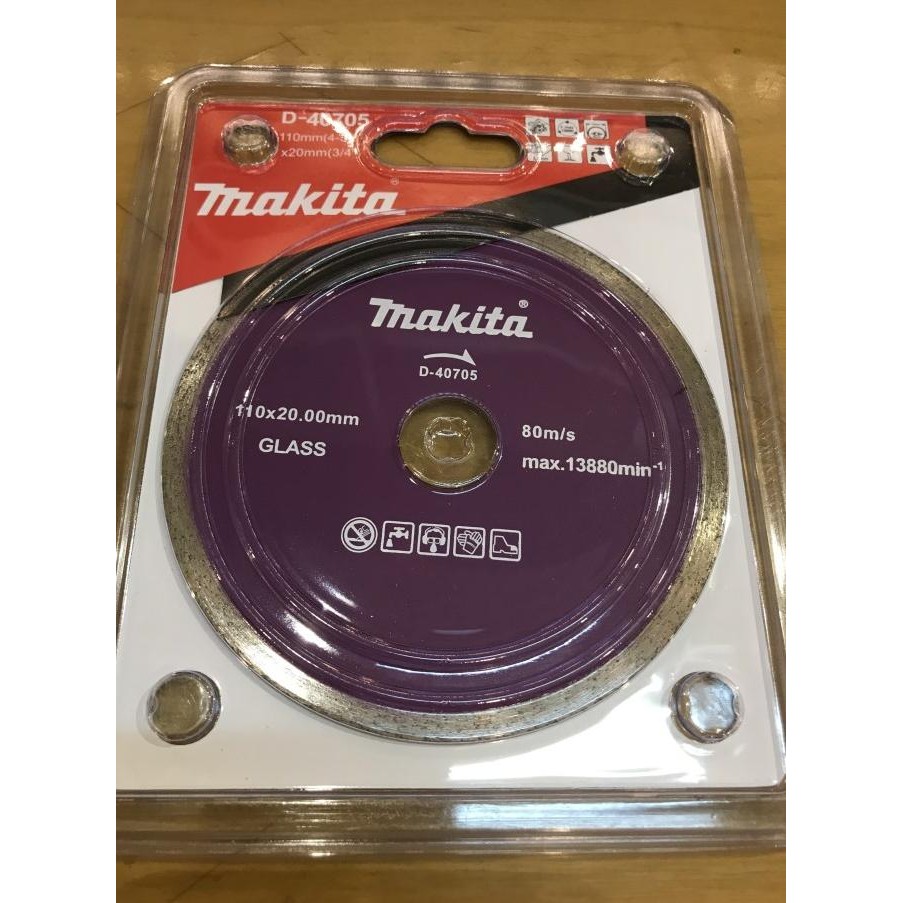 D-40705
110mm(4-
x20mm(3/4
makita®
makita®
D-40705
110x20.00mm
GLASS
80m/s
max.13880min⁻¹